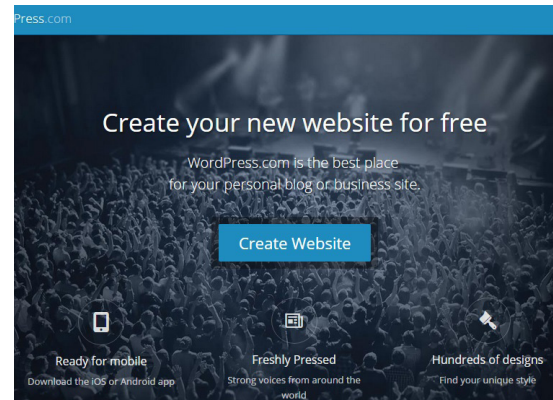 Press.com
Create your new website for free
WordPress.com is the best place
for your personal blog or business site.
Create Website
Ready for mobile
Download the iOS or Android app
Freshly Pressed
Strong voices from around the
world
Hundreds of designs
Find your unique style